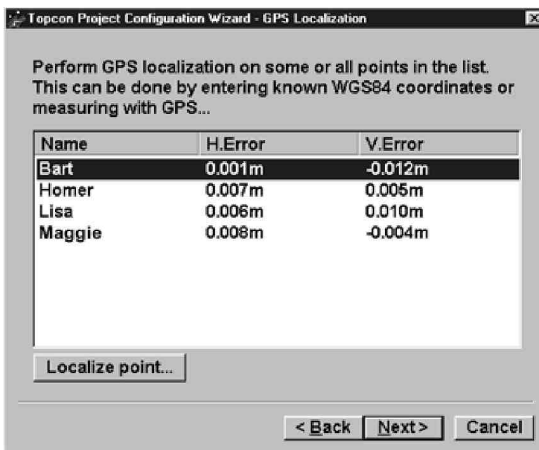 Topcon Project Configuration Wizard - GPS Localization
Perform GPS localization on some or all points in the list.
This can be done by entering known WGS84 coordinates or
measuring with GPS...
Name H.Error V.Error
Bart 0.001m -0.012m
Homer 0.007m 0.005m
Lisa 0.006m 0.010m
Maggie 0.008m -0.004m
Localize point...
< Back Next > Cancel